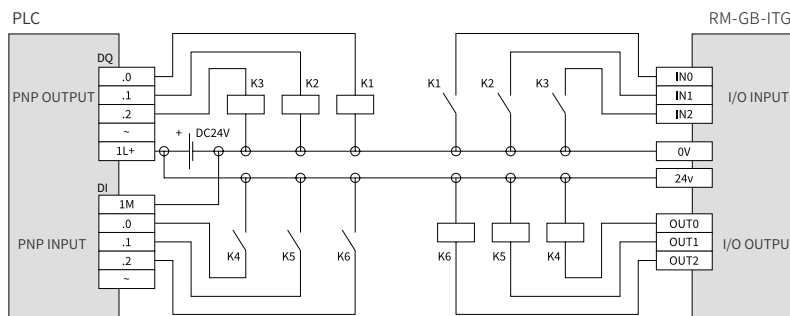 PLC
RM-GB-ITG
DQ
.0
.1
.2
~
1L+
PNP OUTPUT
K3
K2
K1
K1
K2
K3
IN0
IN1
IN2
I/O INPUT
+
DC24V
0V
24v
DI
1M
.0
.1
.2
~
PNP INPUT
K4
K5
K6
K6
K5
K4
OUT0
OUT1
OUT2
I/O OUTPU